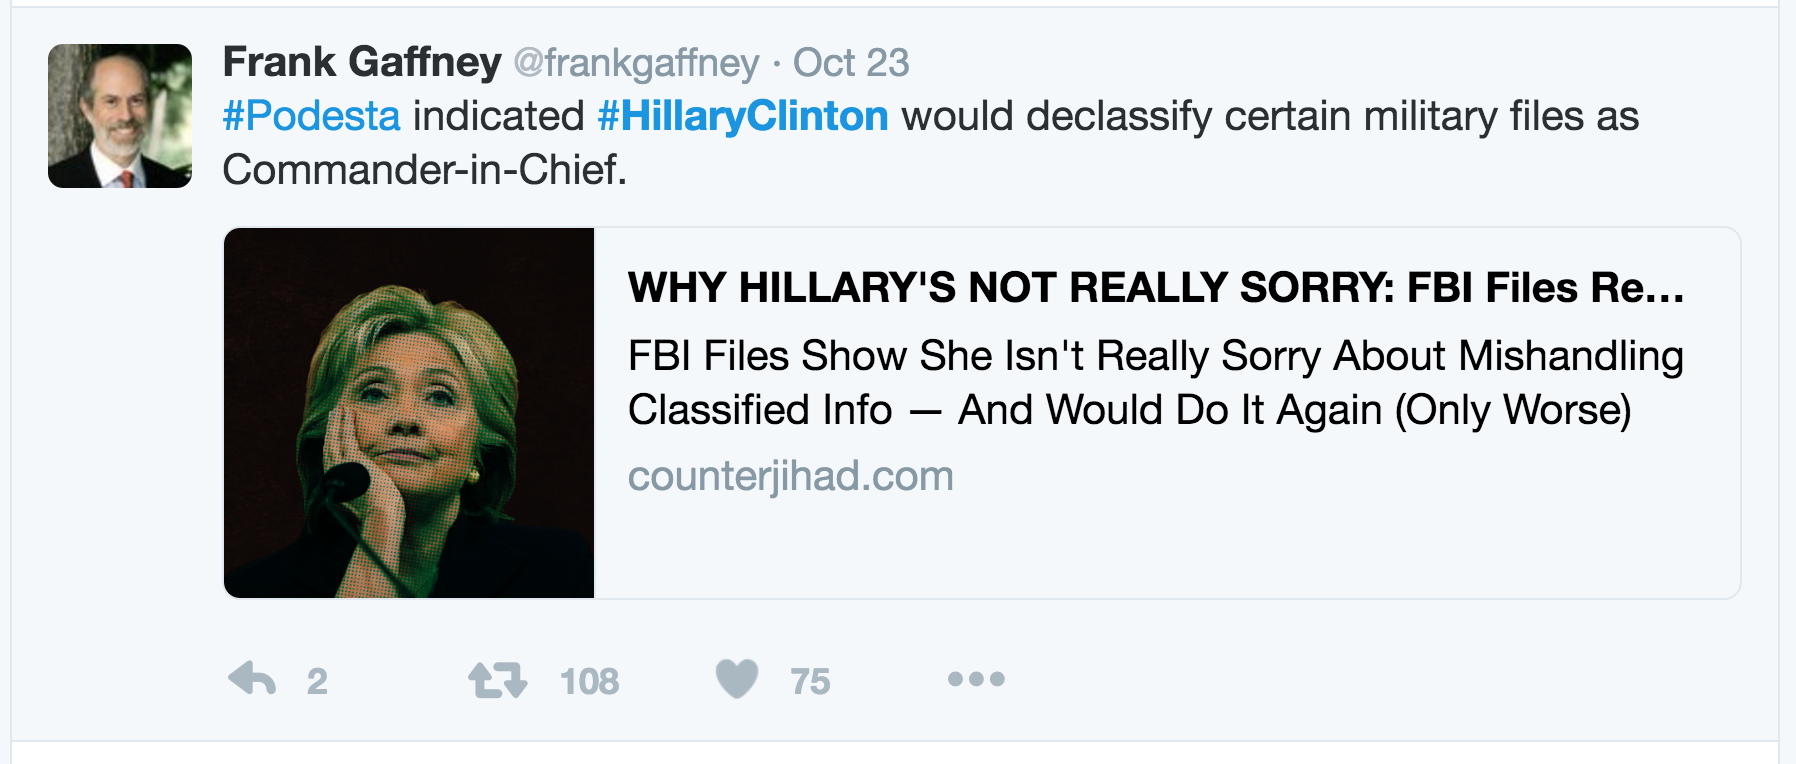 Frank Gaffney @frankgaffney · Oct 23
#Podesta indicated #HillaryClinton would declassify certain military files as
Commander-in-Chief.
WHY HILLARY'S NOT REALLY SORRY: FBI Files Re...
FBI Files Show She Isn't Really Sorry About Mishandling
Classified Info — And Would Do It Again (Only Worse)
counterjihad.com
2 108 75